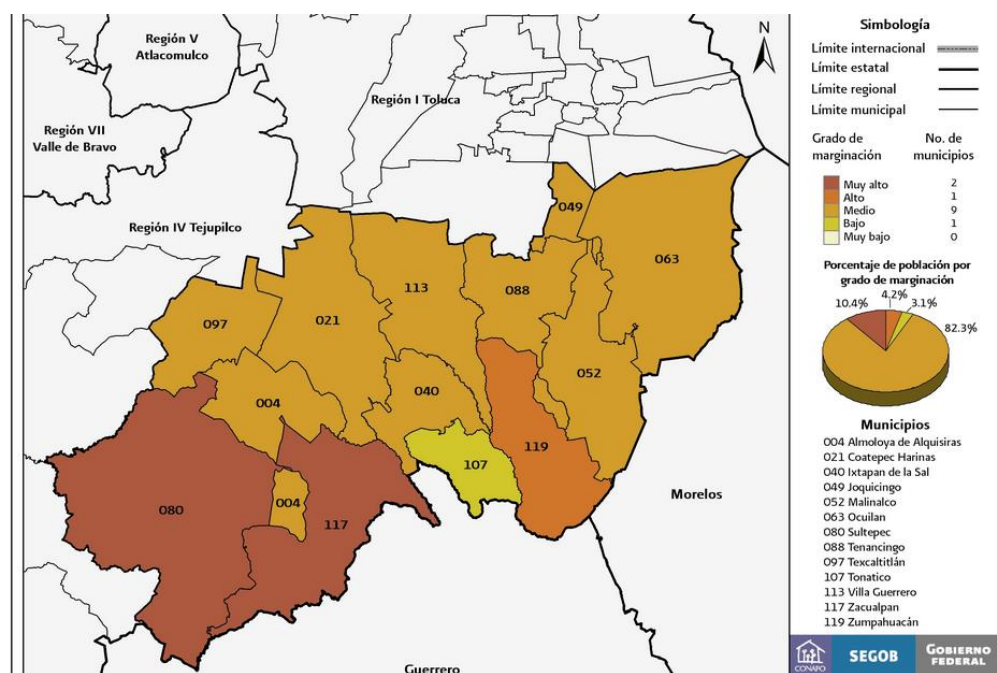 Región V
Atlacomulco
Región I Toluca
Región VII
Valle de Bravo
Región IV Tejupilco
N
049
063
113
088
097
021
052
004
040
107
119
080
004
117
Morelos
Guerrero
Simbología
Límite internacional
Límite estatal
Límite regional
Límite municipal
Grado de marginación No. de municipios
Muy alto 2
Alto 1
Medio 9
Bajo 1
Muy bajo 0
Porcentaje de población por
grado de marginación
4.2%
10.4%
3.1%
82.3%
Municipios
004 Almoloya de Alquisiras
021 Coatepec Harinas
040 Ixtapan de la Sal
049 Joquicingo
052 Malinalco
063 Ocuilan
080 Sultepec
088 Tenancingo
097 Texcaltitlán
107 Tonatico
113 Villa Guerrero
117 Zacualpan
119 Zumpahuacán
CONAPO
SEGOB
GOBIERNO
FEDERAL